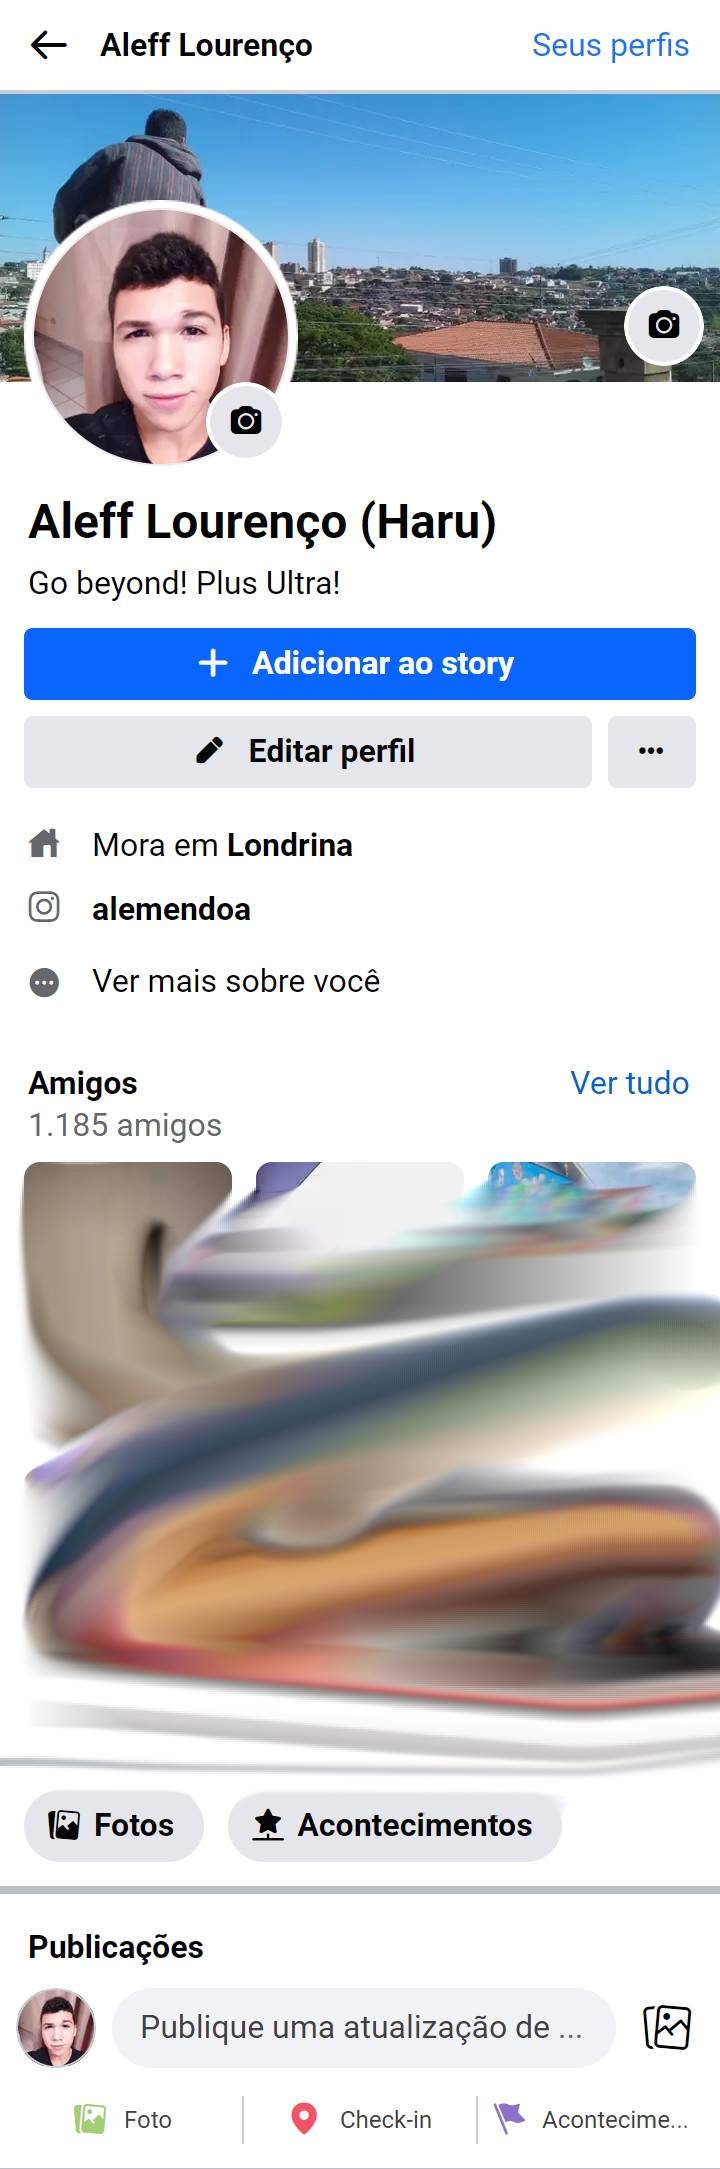 Aleff Lourenço
Seus perfis
Aleff Lourenço (Haru)
Go beyond! Plus Ultra!
Adicionar ao story
Editar perfil
Mora em Londrina
alemendoa
Ver mais sobre você
Amigos
Ver tudo
1.185 amigos
Fotos
Acontecimentos
Publicações
Publique uma atualização de ...
Foto
Check-in
Acontecime...